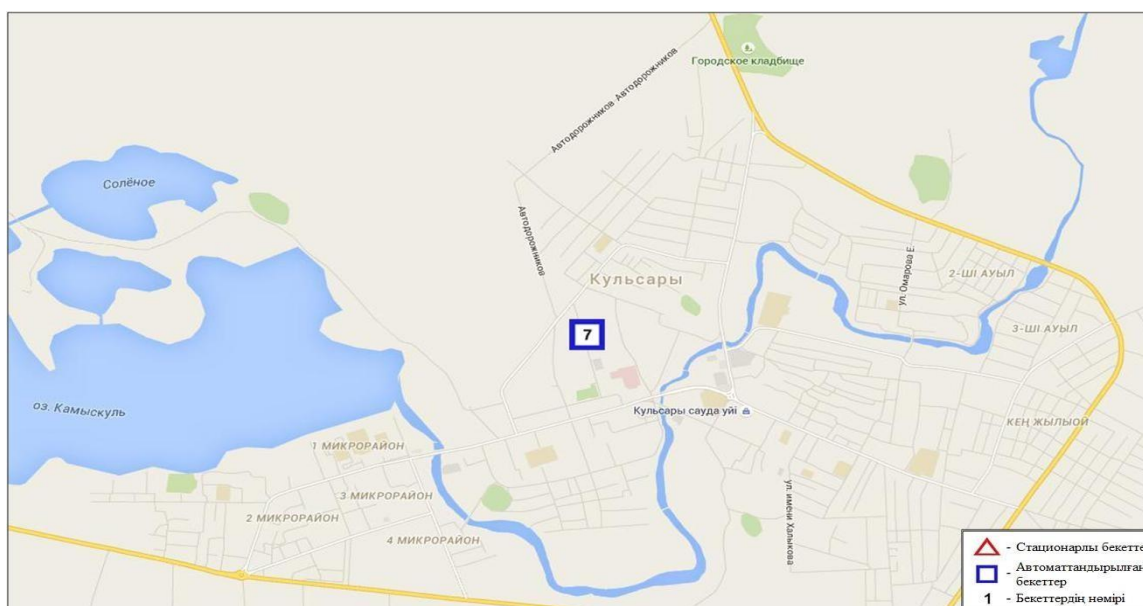 Городское кладбище
Автодорожников Автодорожников
Солёное
Автодорожников
Кульсары
ул. Омарова Е.
2-ШІ АУЫЛ
3-ШІ АУЫЛ
7
оз. Камыскуль
Кульсары сауда уйі
КЕҢ ЖЫЛЫОЙ
1 МИКРОРАЙОН
3 МИКРОРАЙОН
2 МИКРОРАЙОН
4 МИКРОРАЙОН
ул. имени Халыкова
- Стационарлы бекетте
- Автоматтандырылған
бекеттер
1 - Бекеттердің нөмірі